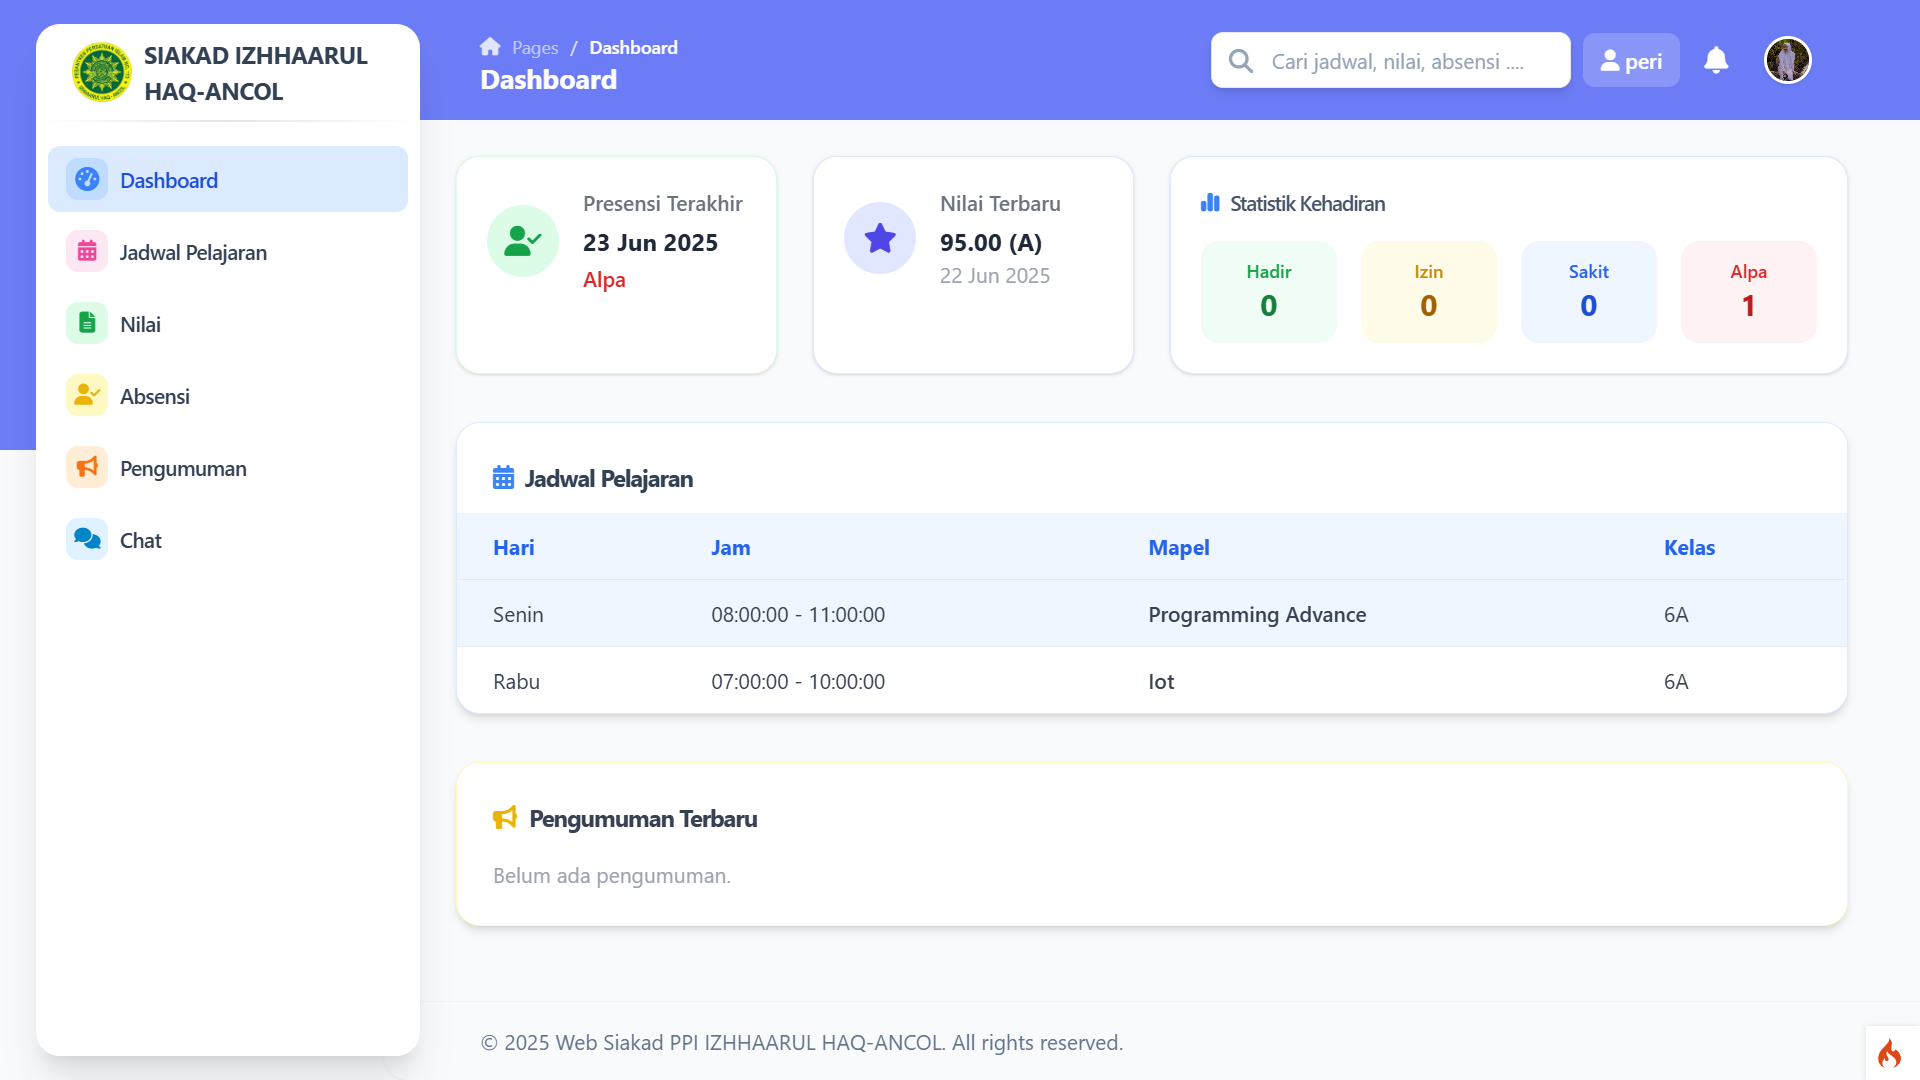 SIAKAD IZHHAARUL
HAQ-ANCOL
Dashboard
Jadwal Pelajaran
Nilai
Absensi
Pengumuman
Chat
Pages / Dashboard
Dashboard
Cari jadwal, nilai, absensi ....
peri
Presensi Terakhir
23 Jun 2025
Alpa
Nilai Terbaru
95.00 (A)
22 Jun 2025
Statistik Kehadiran
Hadir
0
Izin
0
Sakit
0
Alpa
1
Jadwal Pelajaran
Hari Jam Mapel Kelas
Senin 08:00:00 - 11:00:00 Programming Advance 6A
Rabu 07:00:00 - 10:00:00 Iot 6A
Pengumuman Terbaru
Belum ada pengumuman.
© 2025 Web Siakad PPI IZHHAARUL HAQ-ANCOL. All rights reserved.